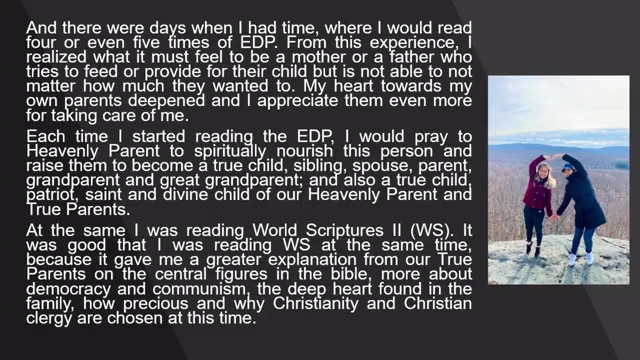 And there were days when I had time, where I would read
four or even five times of EDP. From this experience, I
realized what it must feel to be a mother or a father who
tries to feed or provide for their child but is not able to not
matter how much they wanted to. My heart towards my
own parents deepened and I appreciate them even more
for taking care of me.
Each time I started reading the EDP, I would pray to
Heavenly Parent to spiritually nourish this person and
raise them to become a true child, sibling, spouse, parent,
grandparent and great grandparent; and also a true child,
patriot, saint and divine child of our Heavenly Parent and
True Parents.
At the same I was reading World Scriptures II (WS). It
was good that I was reading WS at the same time,
because it gave me a greater explanation from our True
Parents on the central figures in the bible, more about
democracy and communism, the deep heart found in the
family, how precious and why Christianity and Christian
clergy are chosen at this time.